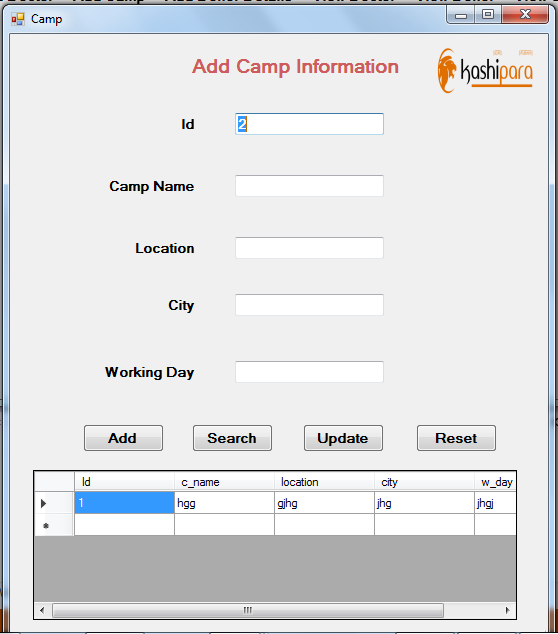 Camp
Add Camp Information
kashipara
Id
2
Camp Name
Location
City
Working Day
Add
Search
Update
Reset
Id c_name location city w_day
1 hgg gjhg jhg jhgj